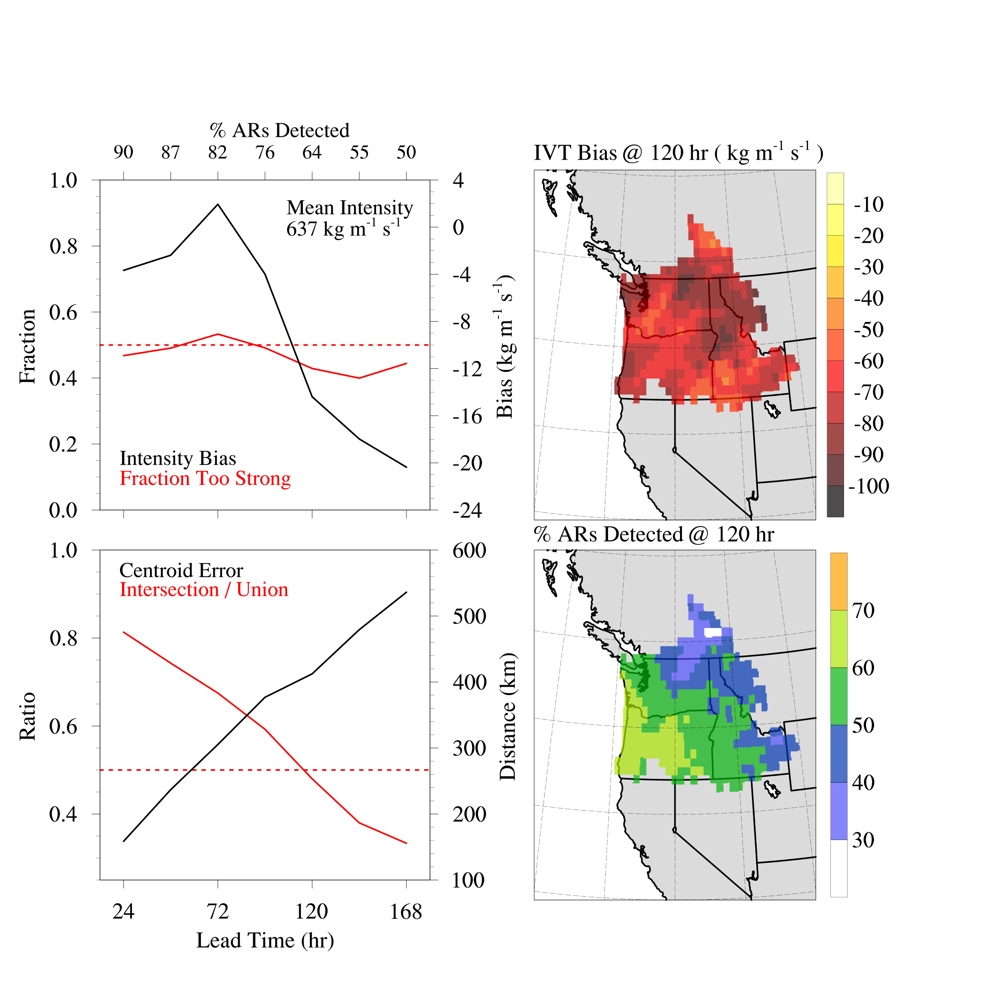 % ARs Detected
90 87 82 76 64 55 50
1.0
0.8
0.6
0.4
0.2
0.0
Fraction
4
0
-4
-8
-12
-16
-20
-24
Bias (kg m-1 s-1)
Mean Intensity
637 kg m-1 s-1
Intensity Bias
Fraction Too Strong
IVT Bias @ 120 hr ( kg m-1 s-1 )
-10
-20
-30
-40
-50
-60
-70
-80
-90
-100
1.0
0.8
0.6
0.4
Ratio
Centroid Error
Intersection / Union
600
500
400
300
200
100
Distance (km)
24 72 120 168
Lead Time (hr)
% ARs Detected @ 120 hr
70
60
50
40
30